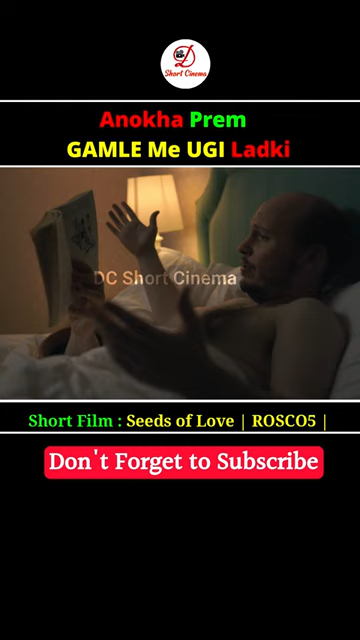 Short Cinema
Anokha Prem
GAMLE Me UGI Ladki
DC Short Cinema
Short Film : Seeds of Love | ROSCO5 |
Don't Forget to Subscribe